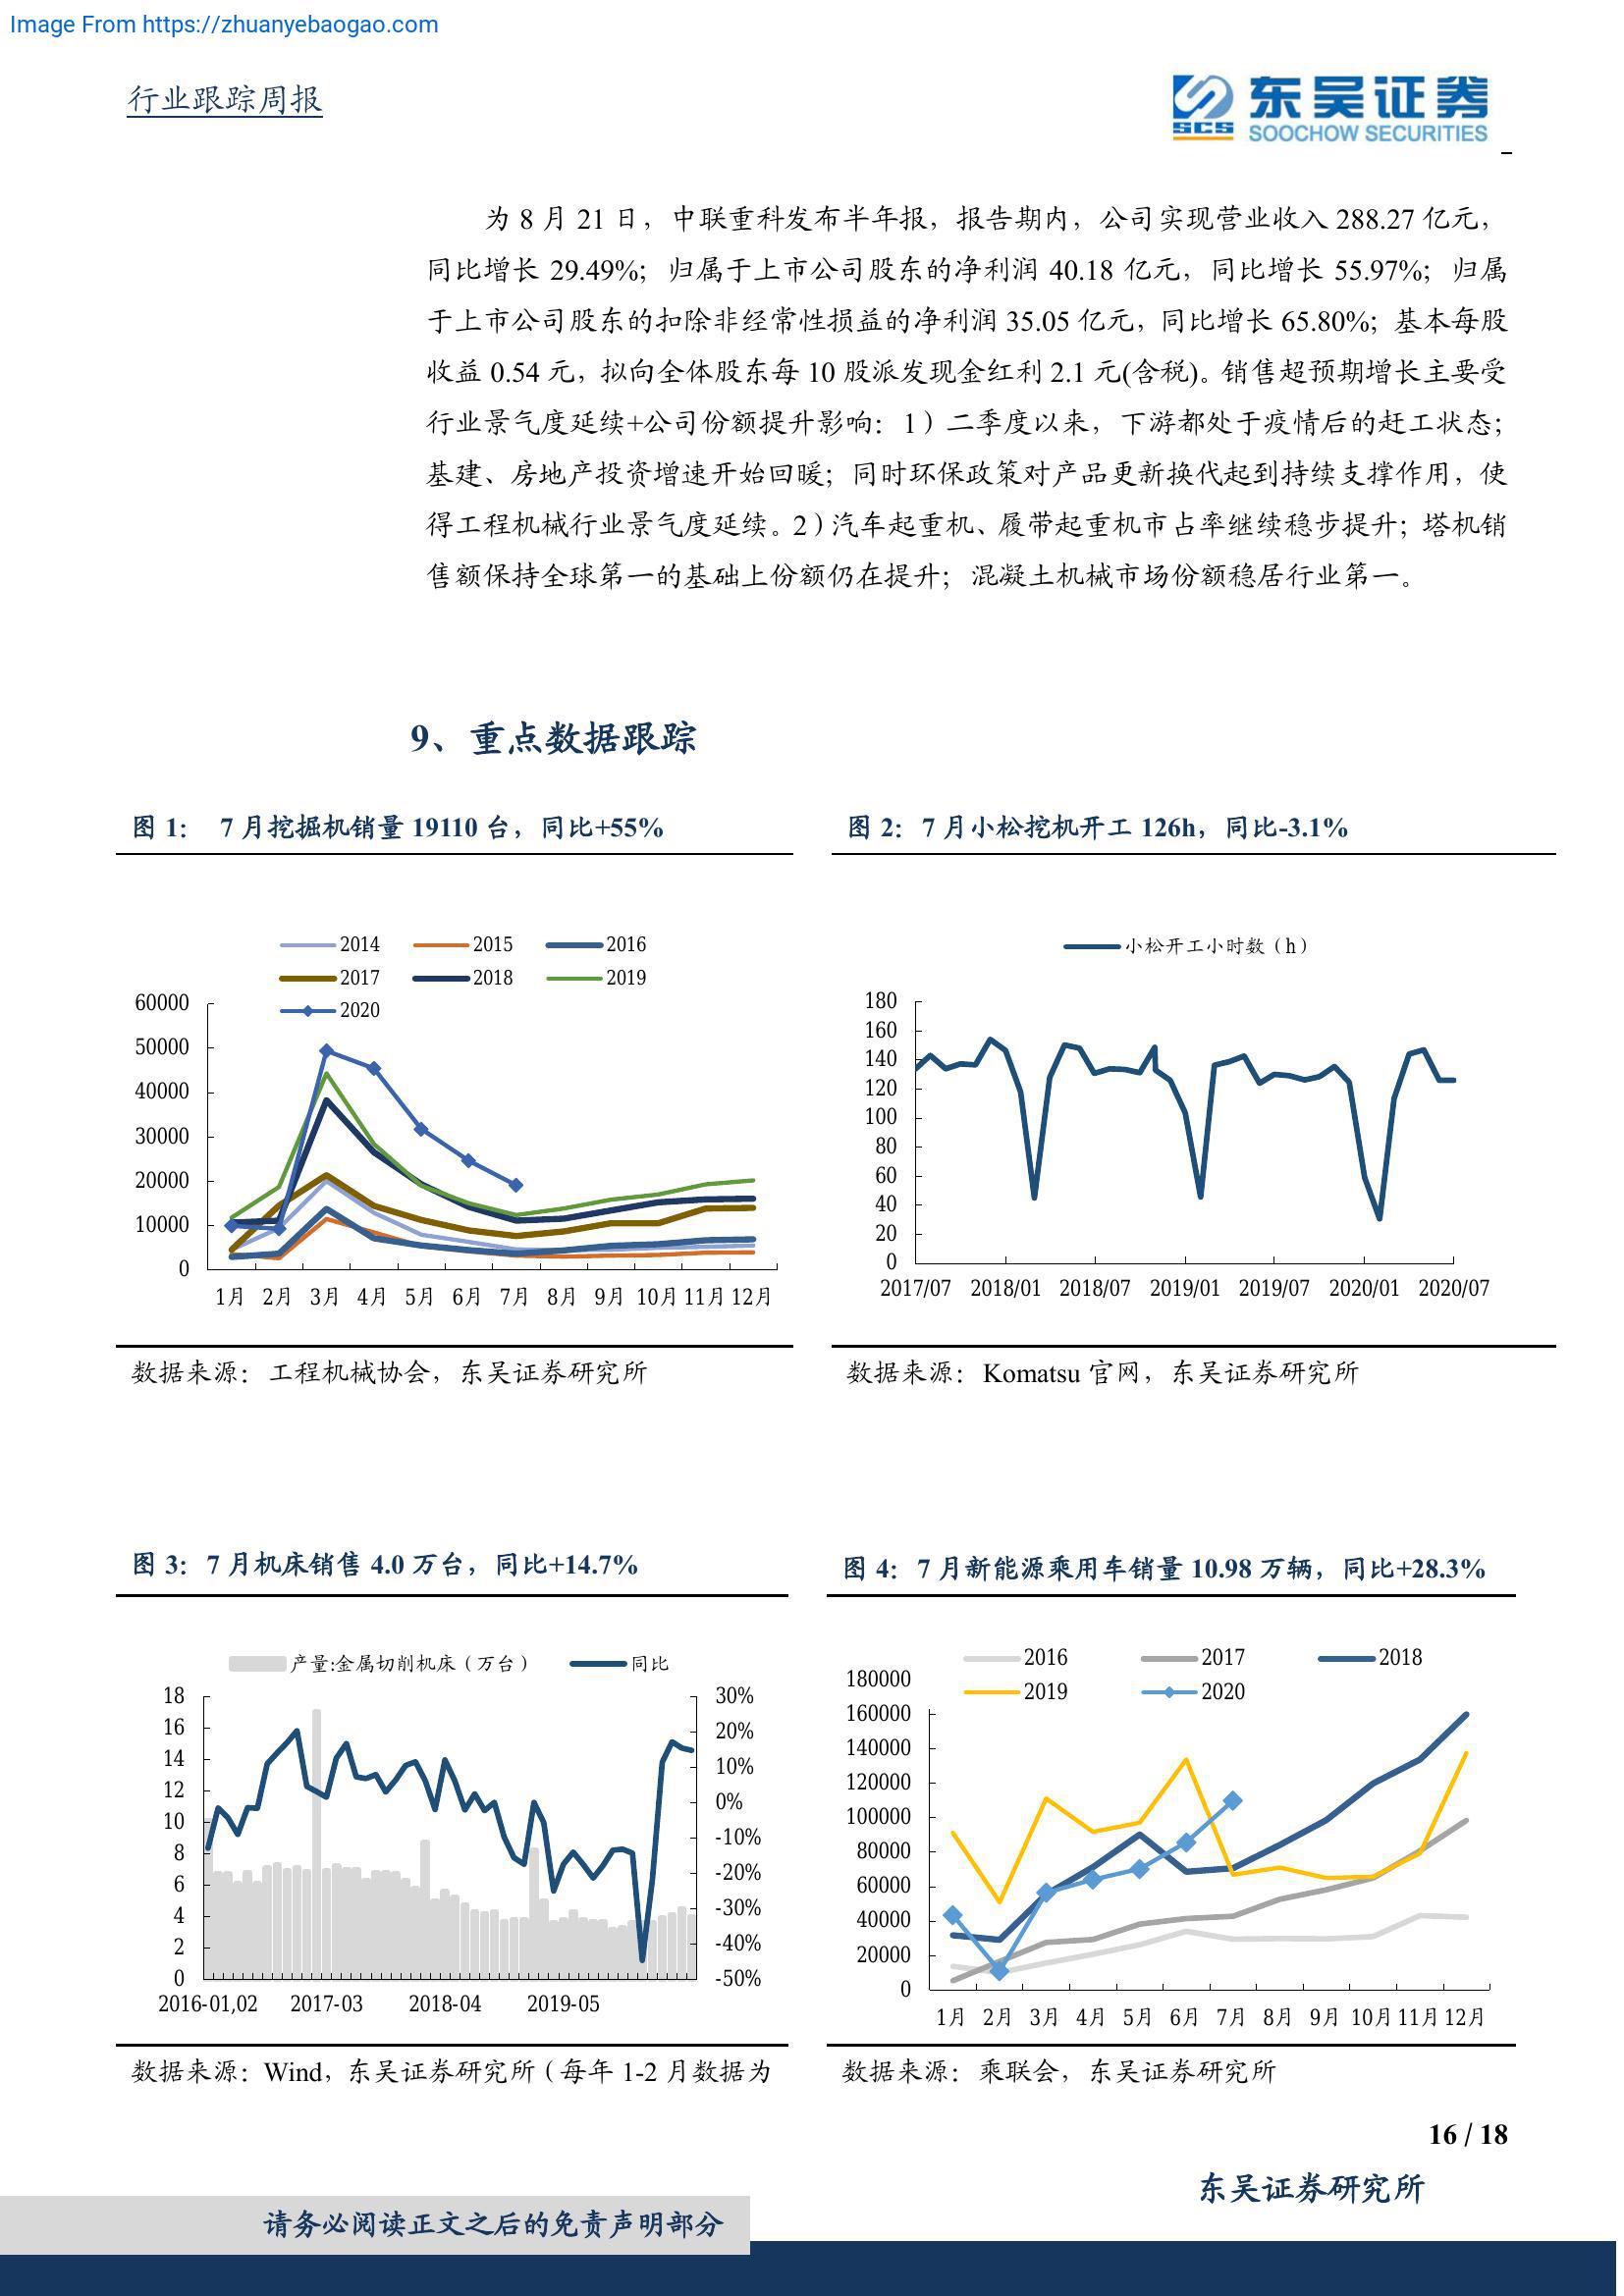 Image From https://zhuanyebaogao.com
行业跟踪周报
东吴证券
SCS
SOOCHOW SECURITIES
为 8 月 21 日，中联重科发布半年报，报告期内，公司实现营业收入 288.27 亿元，
同比增长 29.49%；归属于上市公司股东的净利润 40.18 亿元，同比增长 55.97%；归属
于上市公司股东的扣除非经常性损益的净利润 35.05 亿元，同比增长 65.80%；基本每股
收益 0.54 元，拟向全体股东每 10 股派发现金红利 2.1 元(含税)。销售超预期增长主要受
行业景气度延续+公司份额提升影响：1）二季度以来，下游都处于疫情后的赶工状态；
基建、房地产投资增速开始回暖；同时环保政策对产品更新换代起到持续支撑作用，使
得工程机械行业景气度延续。2）汽车起重机、履带起重机市占率继续稳步提升；塔机销
售额保持全球第一的基础上份额仍在提升；混凝土机械市场份额稳居行业第一。
9、重点数据跟踪
图 1： 7 月挖掘机销量 19110 台，同比+55%
2014 2015 2016
2017 2018 2019
2020
60000
50000
40000
30000
20000
10000
0
1月 2月 3月 4月 5月 6月 7月 8月 9月 10月 11月 12月
数据来源：工程机械协会，东吴证券研究所
图 2：7 月小松挖机开工 126h，同比-3.1%
小松开工小时数（h）
180
160
140
120
100
80
60
40
20
0
2017/07 2018/01 2018/07 2019/01 2019/07 2020/01 2020/07
数据来源：Komatsu 官网，东吴证券研究所
图 3：7 月机床销售 4.0 万台，同比+14.7%
产量:金属切削机床（万台） 同比
18
16
14
12
10
8
6
4
2
0
30%
20%
10%
0%
-10%
-20%
-30%
-40%
-50%
2016-01,02 2017-03 2018-04 2019-05
数据来源：Wind，东吴证券研究所（每年 1-2 月数据为
图 4：7 月新能源乘用车销量 10.98 万辆，同比+28.3%
2016 2017 2018
2019 2020
180000
160000
140000
120000
100000
80000
60000
40000
20000
0
1月 2月 3月 4月 5月 6月 7月 8月 9月 10月 11月 12月
数据来源：乘联会，东吴证券研究所
16 / 18
东吴证券研究所
请务必阅读正文之后的免责声明部分